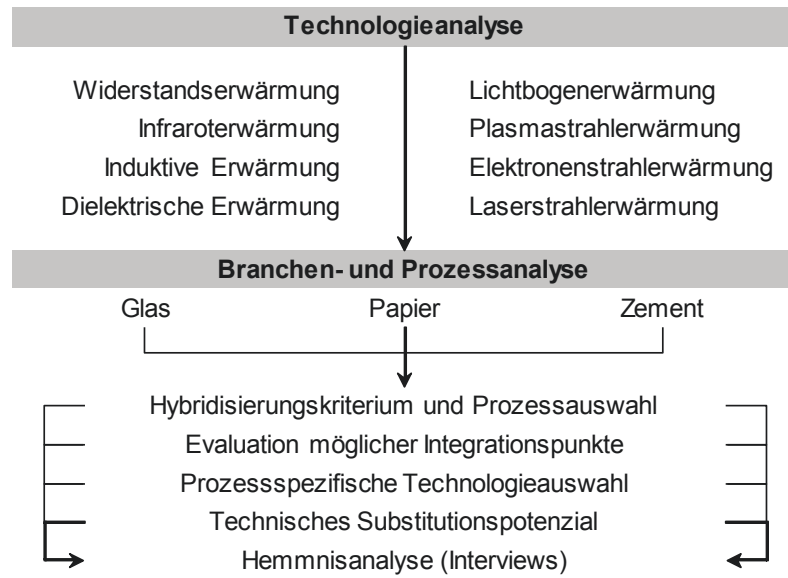 Technologieanalyse
Widerstandserwärmung
Infraroterwärmung
Induktive Erwärmung
Dielektrische Erwärmung
Lichtbogenerwärmung
Plasmastrahlerwärmung
Elektronenstrahlerwärmung
Laserstrahlerwärmung
Branchen- und Prozessanalyse
Glas Papier Zement
Hybridisierungskriterium und Prozessauswahl
Evaluation möglicher Integrationspunkte
Prozessspezifische Technologieauswahl
Technisches Substitutionspotenzial
Hemmnisanalyse (Interviews)